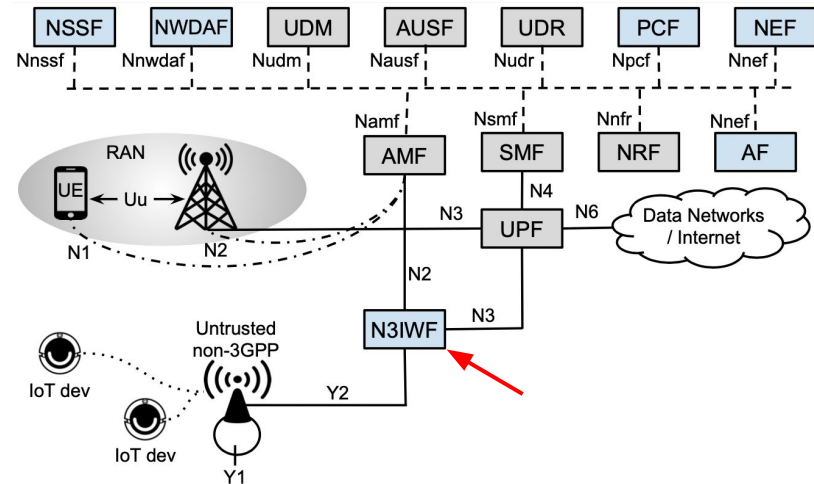 NSSF
NWDAF
UDM
AUSF
UDR
PCF
NEF
Nnssf
Nnwdaf
Nudm
Nausf
Nudr
Npcf
Nnef
Namf
Nsmf
Nnfr
Nnef
RAN
AMF
SMF
NRF
AF
UE
Uu
N4
N3
UPF
N6
Data Networks
/ Internet
N1
N2
N2
N3IWF
N3
Untrusted
non-3GPP
IoT dev
Y2
IoT dev
Y1